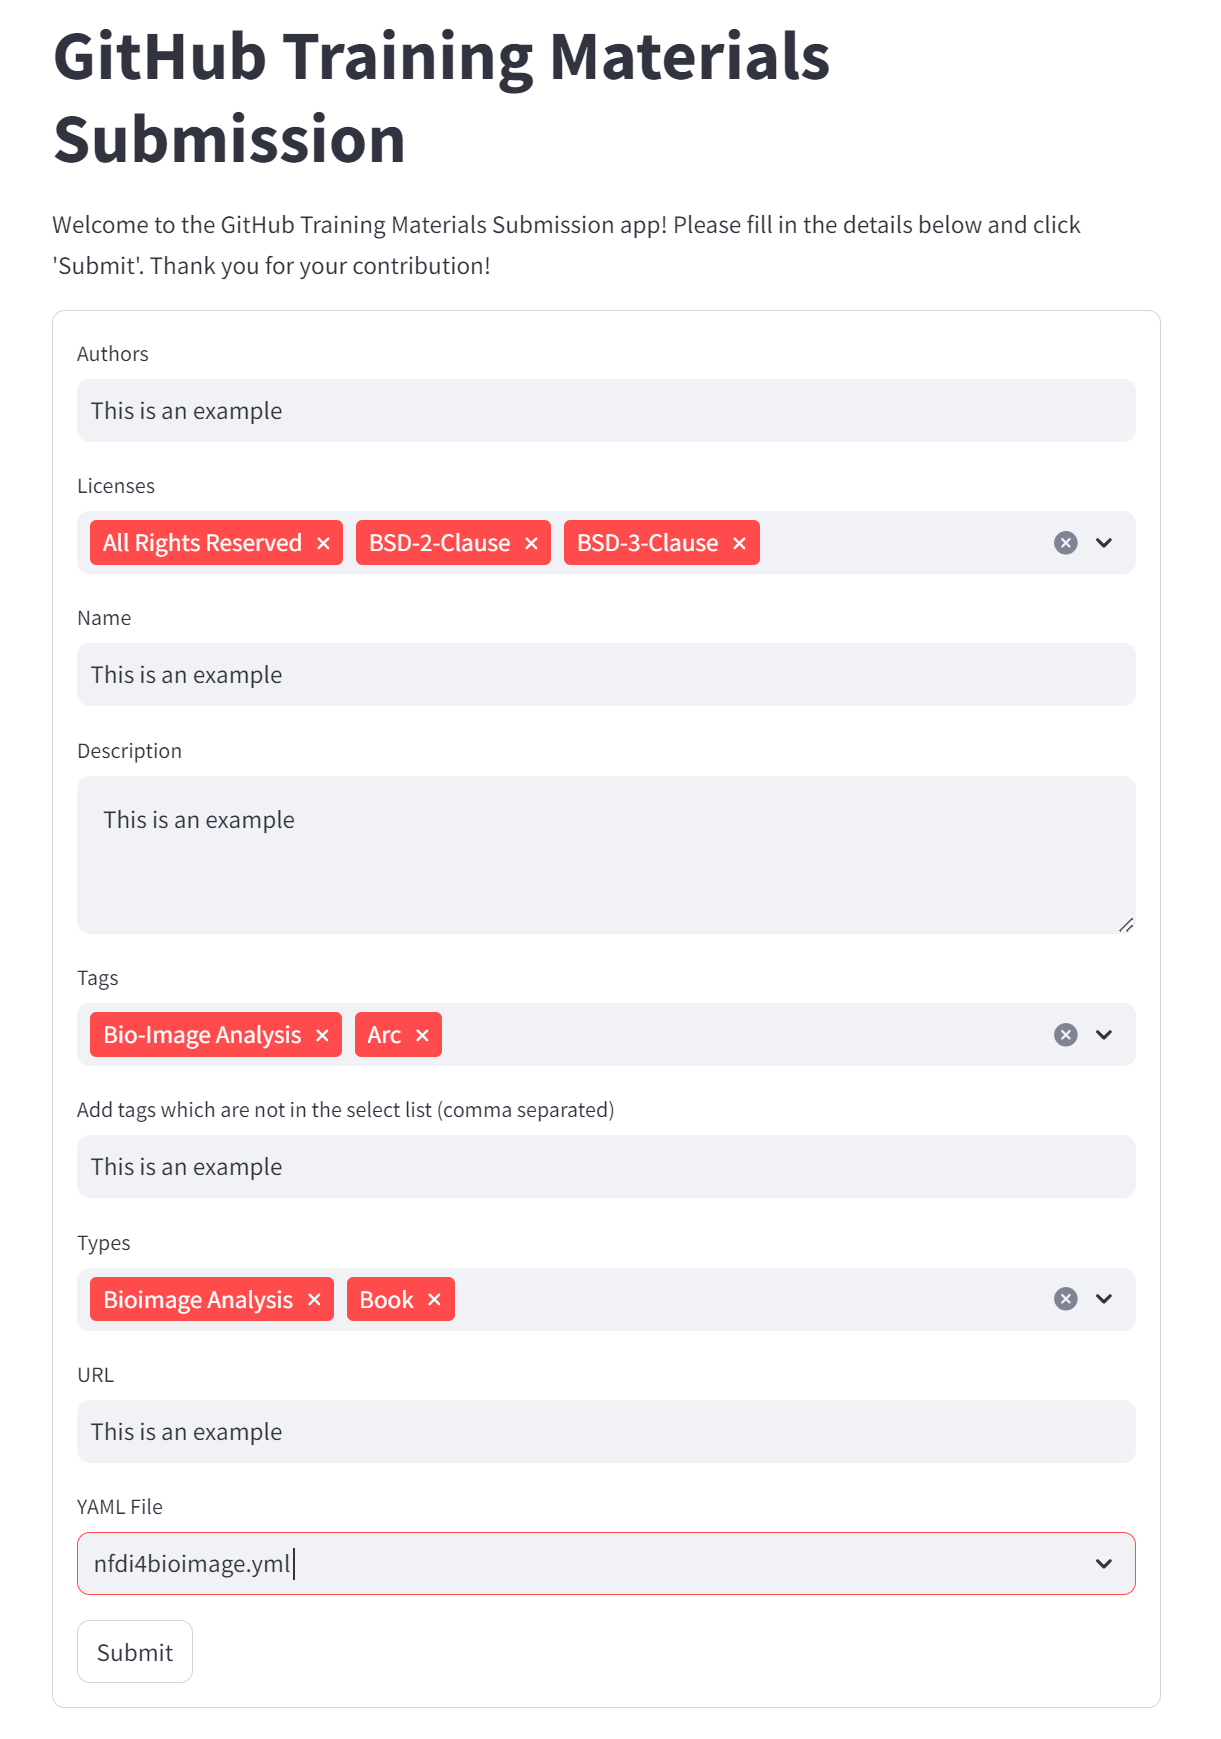 GitHub Training Materials
Submission
Welcome to the GitHub Training Materials Submission app! Please fill in the details below and click
'Submit'. Thank you for your contribution!
Authors
This is an example
Licenses
All Rights Reserved BSD-2-Clause BSD-3-Clause
Name
This is an example
Description
This is an example
Tags
Bio-Image Analysis Arc
Add tags which are not in the select list (comma separated)
This is an example
Types
Bioimage Analysis Book
URL
This is an example
YAML File
nfdi4bioimage.yml
Submit